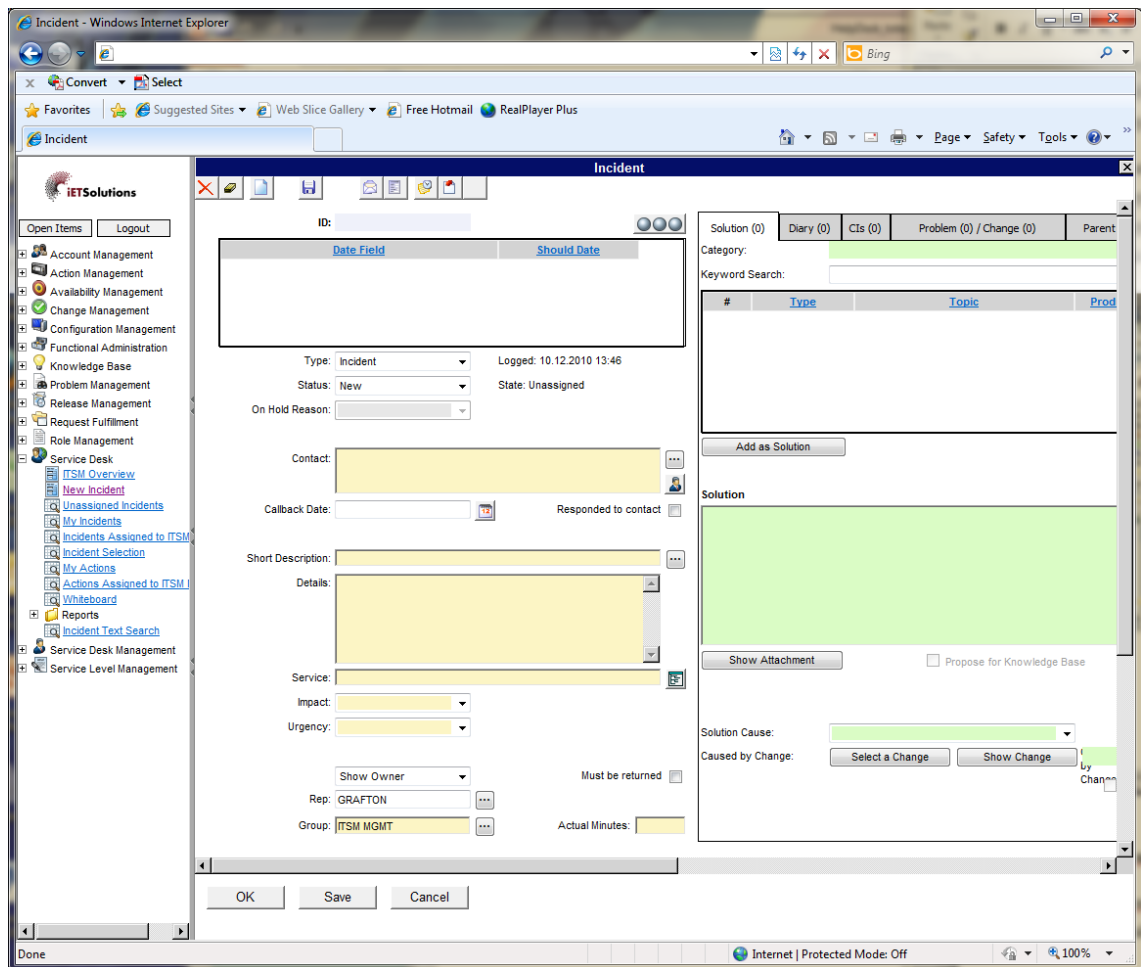 Incident - Windows Internet Explorer
Bing
x Convert Select
Favorites Suggested Sites Web Slice Gallery Free Hotmail RealPlayer Plus
Incident
Page Safety Tools
iETSolutions
Open Items Logout
Account Management
Action Management
Availability Management
Change Management
Configuration Management
Functional Administration
Knowledge Base
Problem Management
Release Management
Request Fulfillment
Role Management
Service Desk
ITSM Overview
New Incident
Unassigned Incidents
My Incidents
Incidents Assigned to ITSM
Incident Selection
My Actions
Actions Assigned to ITSM
Whiteboard
Reports
Incident Text Search
Service Desk Management
Service Level Management
Incident
ID:
Date Field Should Date
Type: Incident Logged: 10.12.2010 13:46
Status: New State: Unassigned
On Hold Reason:
Contact:
Callback Date: 12 Responded to contact
Short Description:
Details:
Service:
Impact:
Urgency:
Show Owner Must be returned
Rep: GRAFTON
Group: ITSM MGMT Actual Minutes:
Solution (0) Diary (0) CIs (0) Problem (0) / Change (0) Parent
Category:
Keyword Search:
# Type Topic Prod
Add as Solution
Solution
Show Attachment Propose for Knowledge Base
Solution Cause:
Caused by Change: Select a Change Show Change
by
Change
OK Save Cancel
Done Internet | Protected Mode: Off 100%